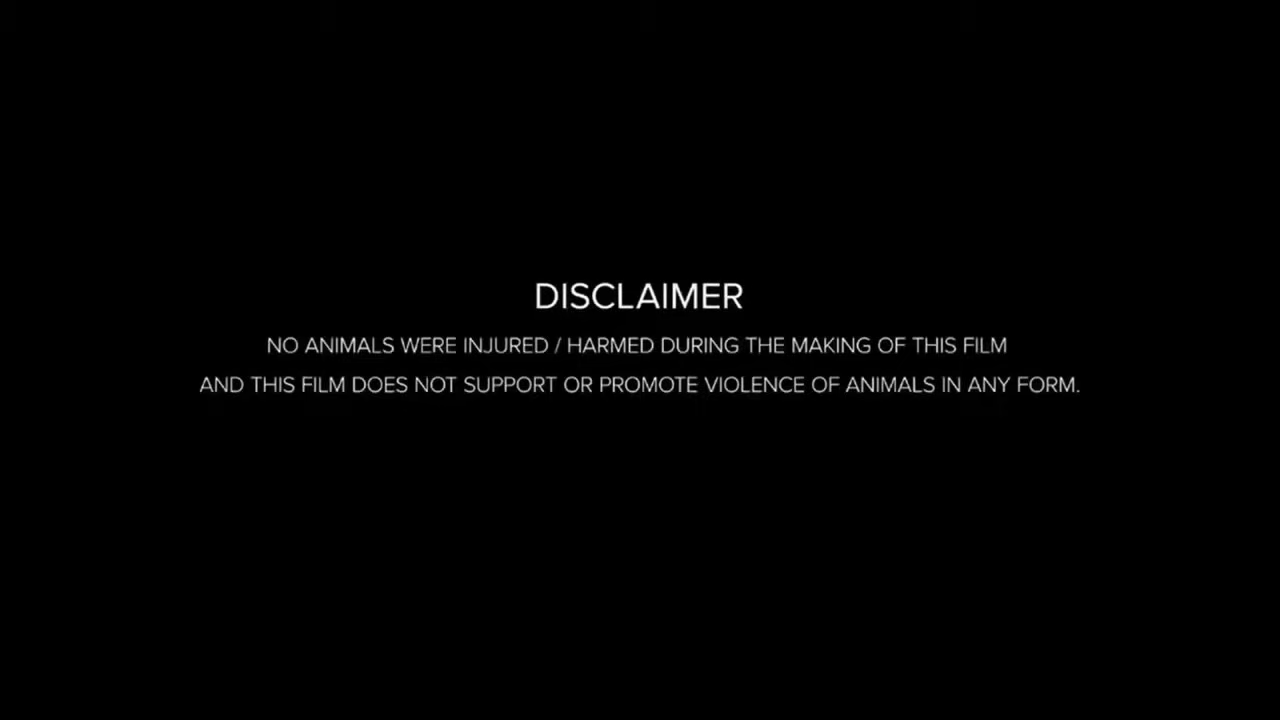 DISCLAIMER
NO ANIMALS WERE INJURED / HARMED DURING THE MAKING OF THIS FILM
AND THIS FILM DOES NOT SUPPORT OR PROMOTE VIOLENCE OF ANIMALS IN ANY FORM.